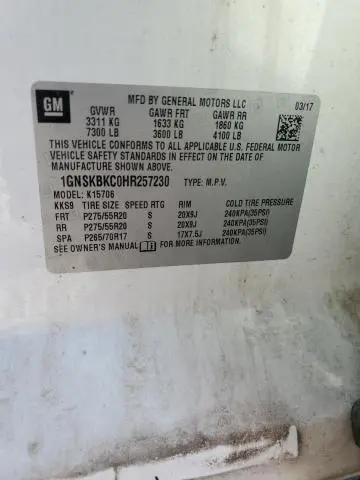 GM
MFD BY GENERAL MOTORS LLC 03/17
GVWR GAWR FRT GAWR RR
3311 KG 1633 KG 1860 KG
7300 LB 3600 LB 4100 LB
THIS VEHICLE CONFORMS TO ALL APPLICABLE U.S. FEDERAL MOTOR
VEHICLE SAFETY STANDARDS IN EFFECT ON THE DATE OF
MANUFACTURE SHOWN ABOVE.
1GNSKBKC0HR257230 TYPE: M.P.V.
MODEL: K15706
KKS9 TIRE SIZE SPEED RTG RIM COLD TIRE PRESSURE
FRT P275/55R20 S 20X9J 240KPA(35PSI)
RR P275/55R20 S 20X9J 240KPA(35PSI)
SPA P265/70R17 S 17X7.5J 240KPA(35PSI)
SEE OWNER'S MANUAL FOR MORE INFORMATION.